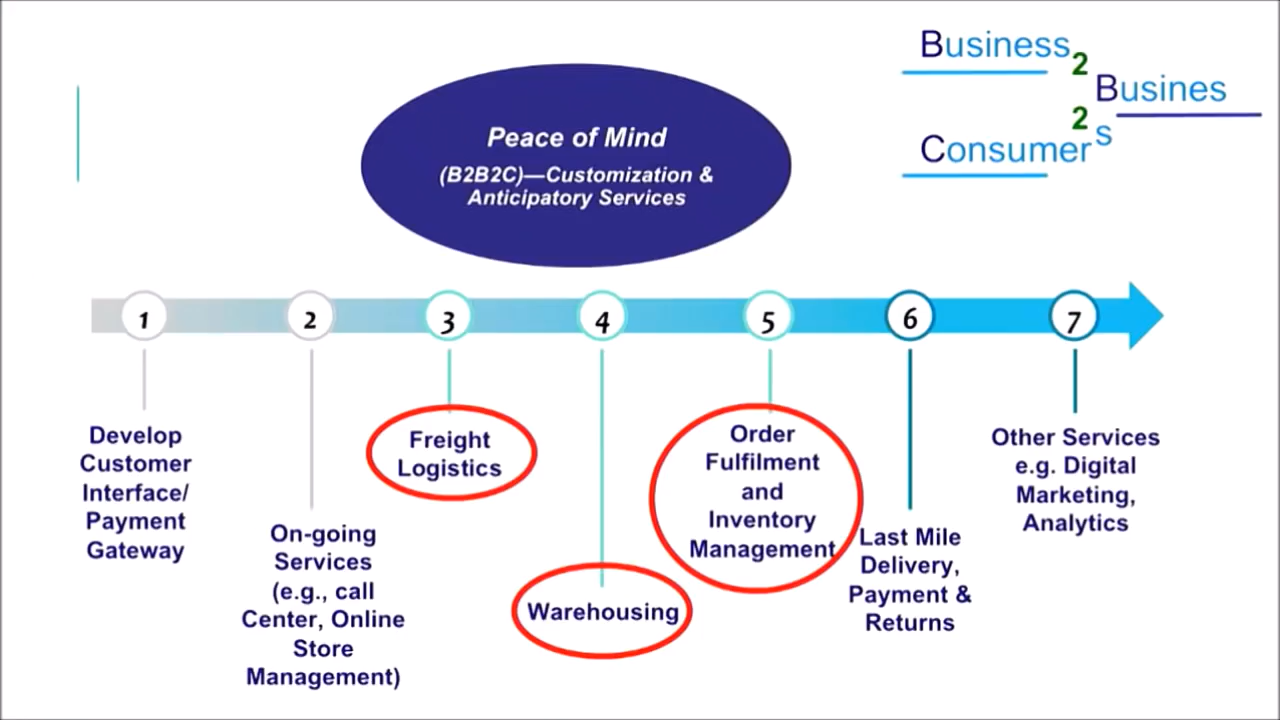 Business
2
Busines
2
s
Consumer
Peace of Mind
(B2B2C)—Customization &
Anticipatory Services
1
2
3
4
5
6
7
Develop
Customer
Interface/
Payment
Gateway
On-going
Services
(e.g., call
Center, Online
Store
Management)
Freight
Logistics
Warehousing
Order
Fulfilment
and
Inventory
Management
Last Mile
Delivery,
Payment &
Returns
Other Services
e.g. Digital
Marketing,
Analytics